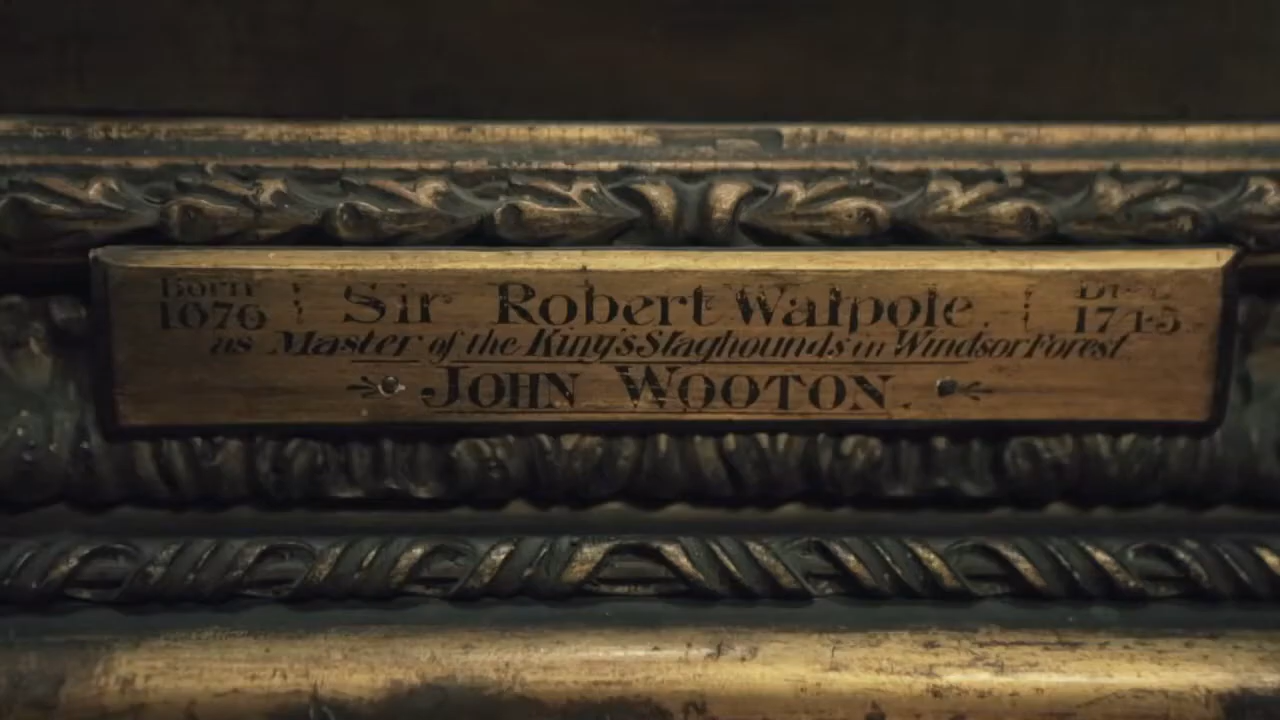 Born Sir Robert Walpole. Died
1676 1745
as Master of the King's Staghounds in Windsor Forest
JOHN WOOTON.